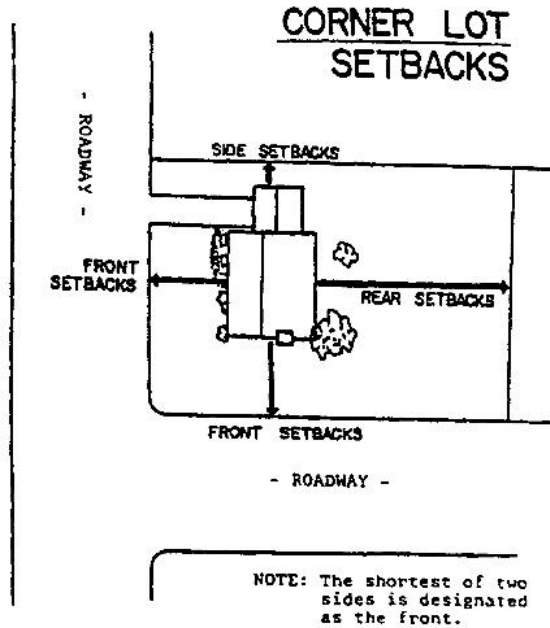 CORNER LOT
SETBACKS
- ROADWAY -
SIDE SETBACKS
FRONT
SETBACKS
REAR SETBACKS
FRONT SETBACKS
- ROADWAY -
NOTE: The shortest of two
sides is designated
as the front.